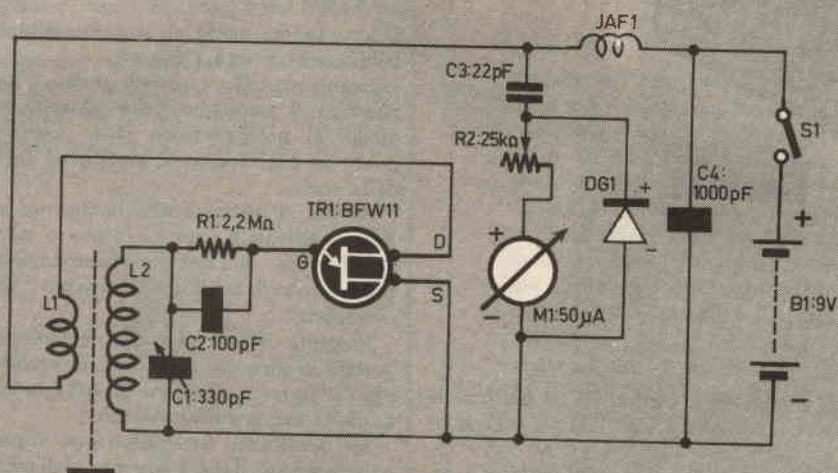 JAF1
C3:22pF
S1
R2:25kΩ
DG1
+
-
C4:
1000pF
+
B1:9V
-
R1:2,2MΩ
TR1:BFW11
G
D
S
+
M1:50µA
-
L1
L2
C2:100pF
C1:330pF